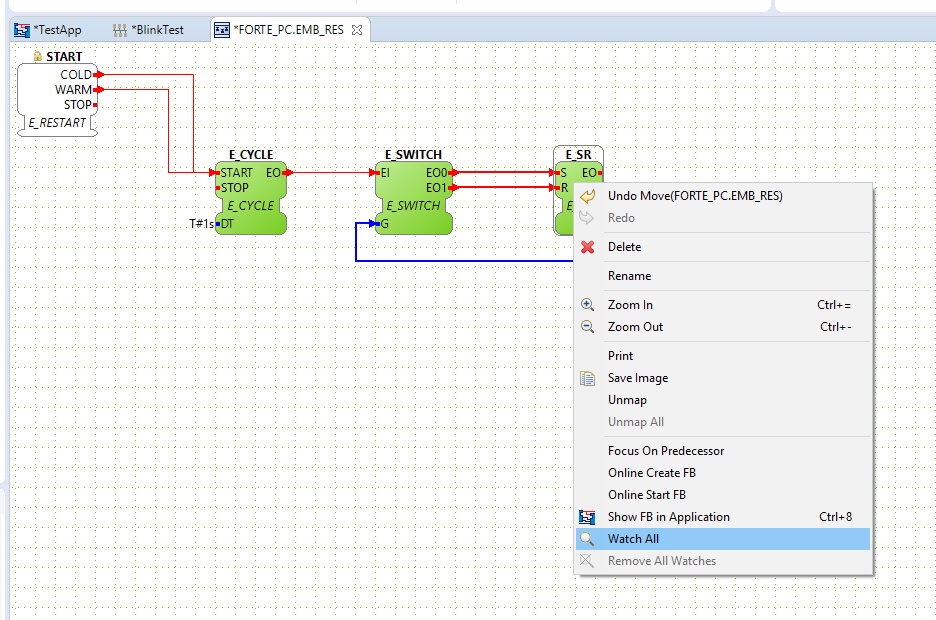 *TestApp
*BlinkTest
*FORTE_PC.EMB_RES
START
COLD
WARM
STOP
E_RESTART
E_CYCLE
START EO
STOP
E_CYCLE
T#1s DT
E_SWITCH
EI EO0
EO1
E_SWITCH
G
E_SR
S EO
R
E_
Undo Move(FORTE_PC.EMB_RES)
Redo
Delete
Rename
Zoom In Ctrl+=
Zoom Out Ctrl+-
Print
Save Image
Unmap
Unmap All
Focus On Predecessor
Online Create FB
Online Start FB
Show FB in Application Ctrl+8
Watch All
Remove All Watches